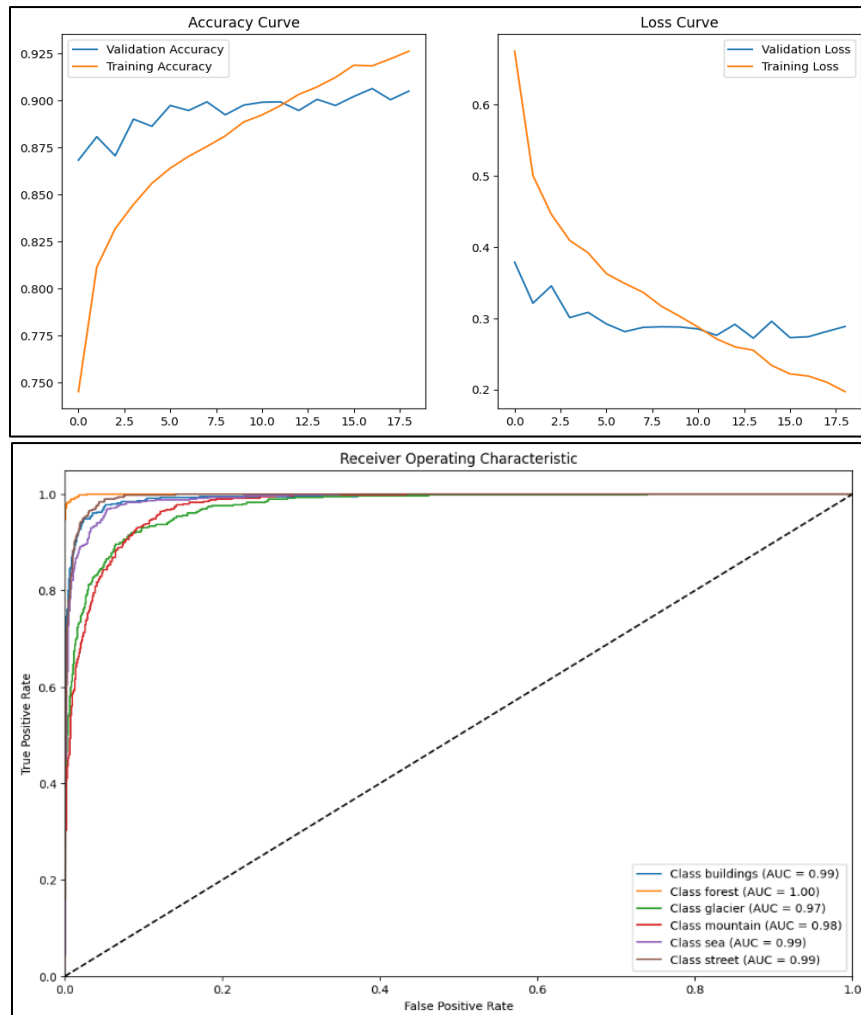 Accuracy Curve
Validation Accuracy
Training Accuracy
0.925
0.900
0.875
0.850
0.825
0.800
0.775
0.750
0.0 2.5 5.0 7.5 10.0 12.5 15.0 17.5
Loss Curve
Validation Loss
Training Loss
0.6
0.5
0.4
0.3
0.2
0.0 2.5 5.0 7.5 10.0 12.5 15.0 17.5
Receiver Operating Characteristic
True Positive Rate
1.0
0.8
0.6
0.4
0.2
0.0
Class buildings (AUC = 0.99)
Class forest (AUC = 1.00)
Class glacier (AUC = 0.97)
Class mountain (AUC = 0.98)
Class sea (AUC = 0.99)
Class street (AUC = 0.99)
0.0 0.2 0.4 0.6 0.8 1.0
False Positive Rate